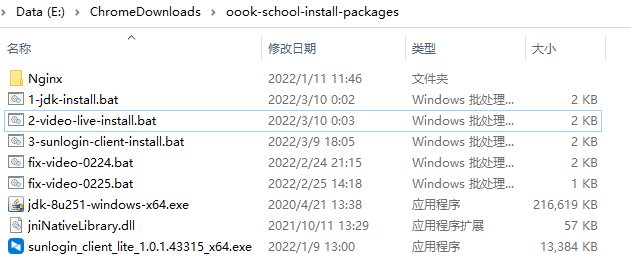 Data (E:) › ChromeDownloads › oook-school-install-packages
名称 修改日期 类型 大小
Nginx 2022/1/11 11:46 文件夹
1-jdk-install.bat 2022/3/10 0:02 Windows 批处理... 2 KB
2-video-live-install.bat 2022/3/10 0:03 Windows 批处理... 2 KB
3-sunlogin-client-install.bat 2022/3/9 18:05 Windows 批处理... 2 KB
fix-video-0224.bat 2022/2/24 21:15 Windows 批处理... 2 KB
fix-video-0225.bat 2022/2/25 14:18 Windows 批处理... 1 KB
jdk-8u251-windows-x64.exe 2020/4/21 13:38 应用程序 216,619 KB
jniNativeLibrary.dll 2021/10/11 13:29 应用程序扩展 57 KB
sunlogin_client_lite_1.0.1.43315_x64.exe 2022/1/9 13:00 应用程序 13,384 KB